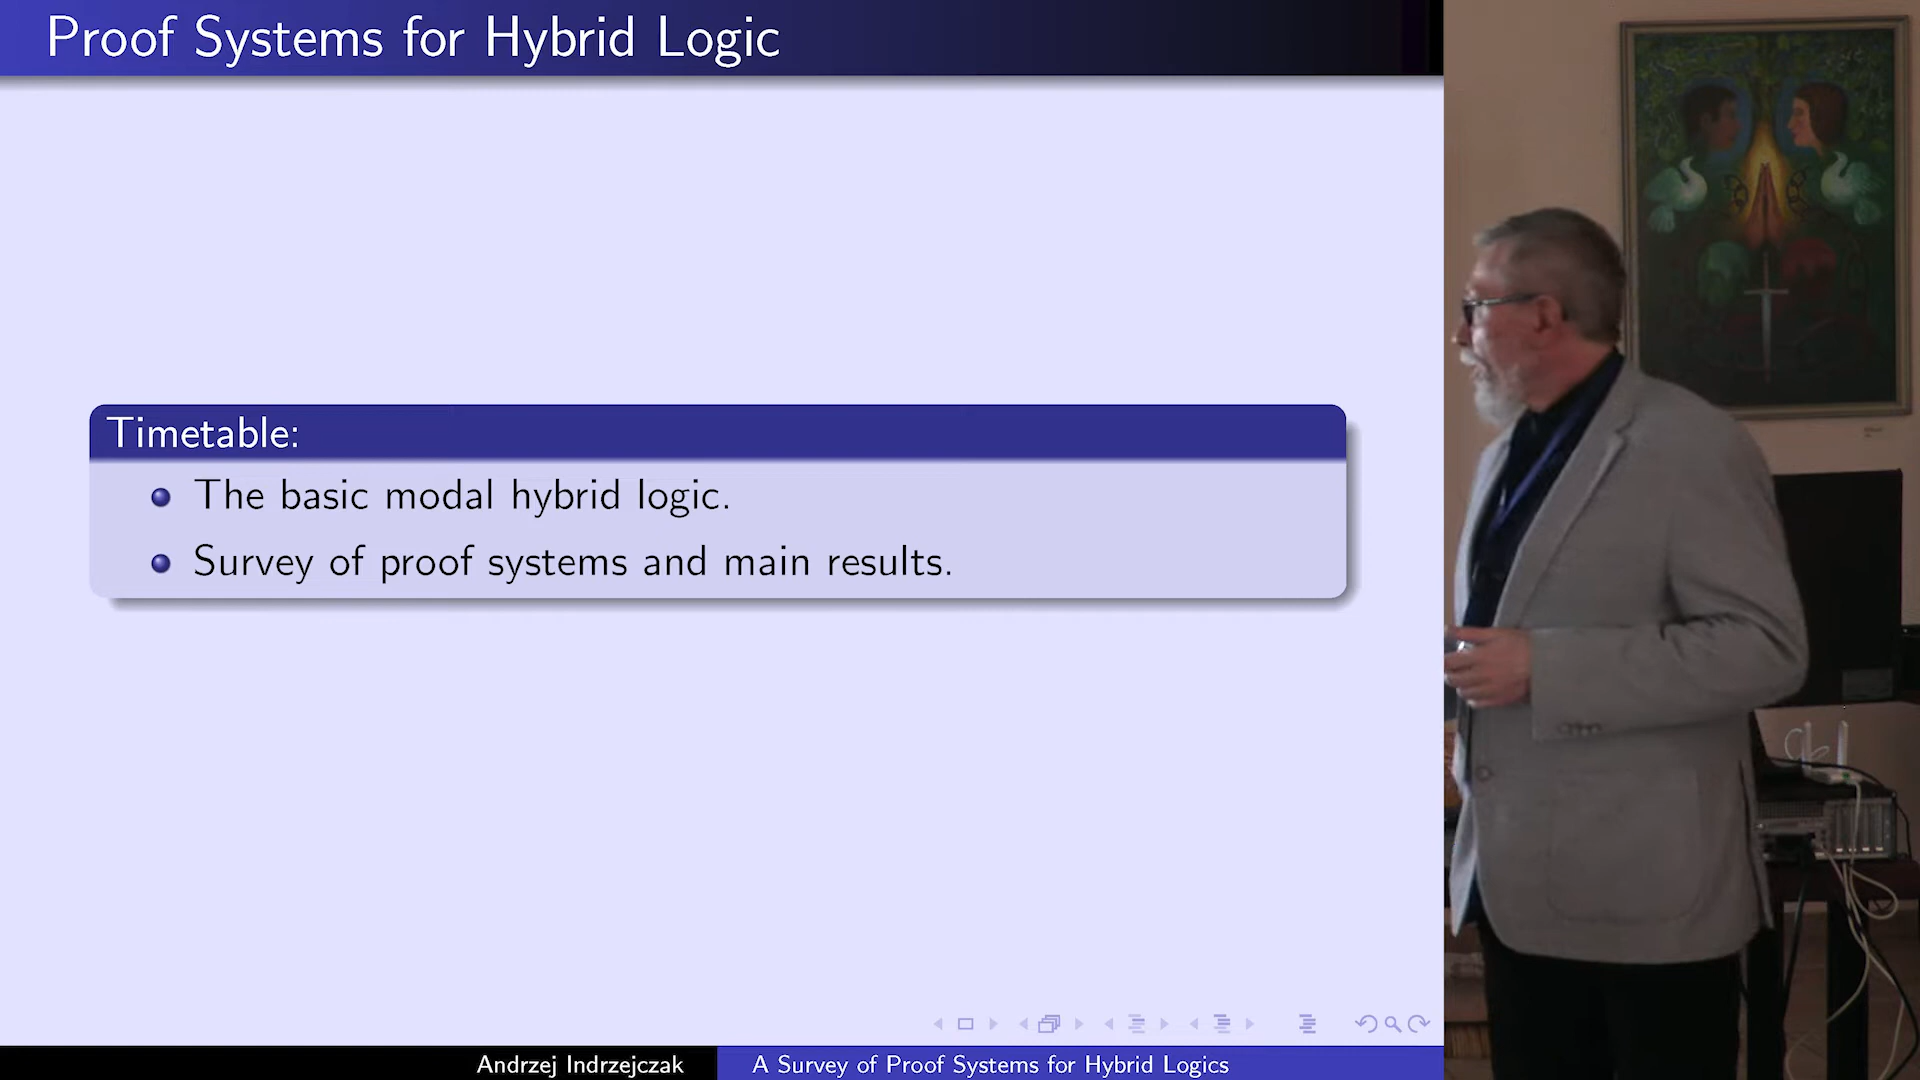 Proof Systems for Hybrid Logic
Timetable:
The basic modal hybrid logic.
Survey of proof systems and main results.
Andrzej Indrzejczak
A Survey of Proof Systems for Hybrid Logics